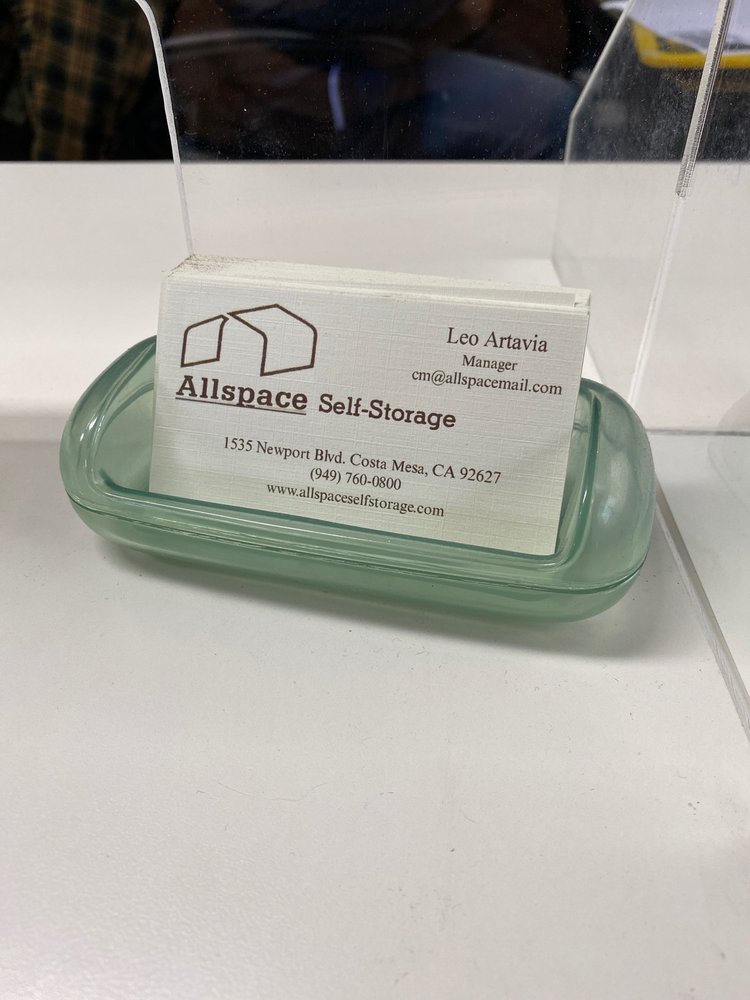 Leo Artavia
Manager
cm@allspacemail.com
Allspace Self-Storage
1535 Newport Blvd. Costa Mesa, CA 92627
(949) 760-0800
www.allspaceselfstorage.com